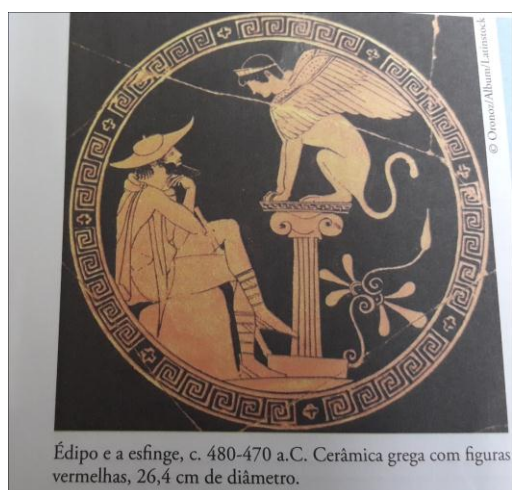 © Oronoz/Album/Latinstock
Édipo e a esfinge, c. 480-470 a.C. Cerâmica grega com figuras
vermelhas, 26,4 cm de diâmetro.